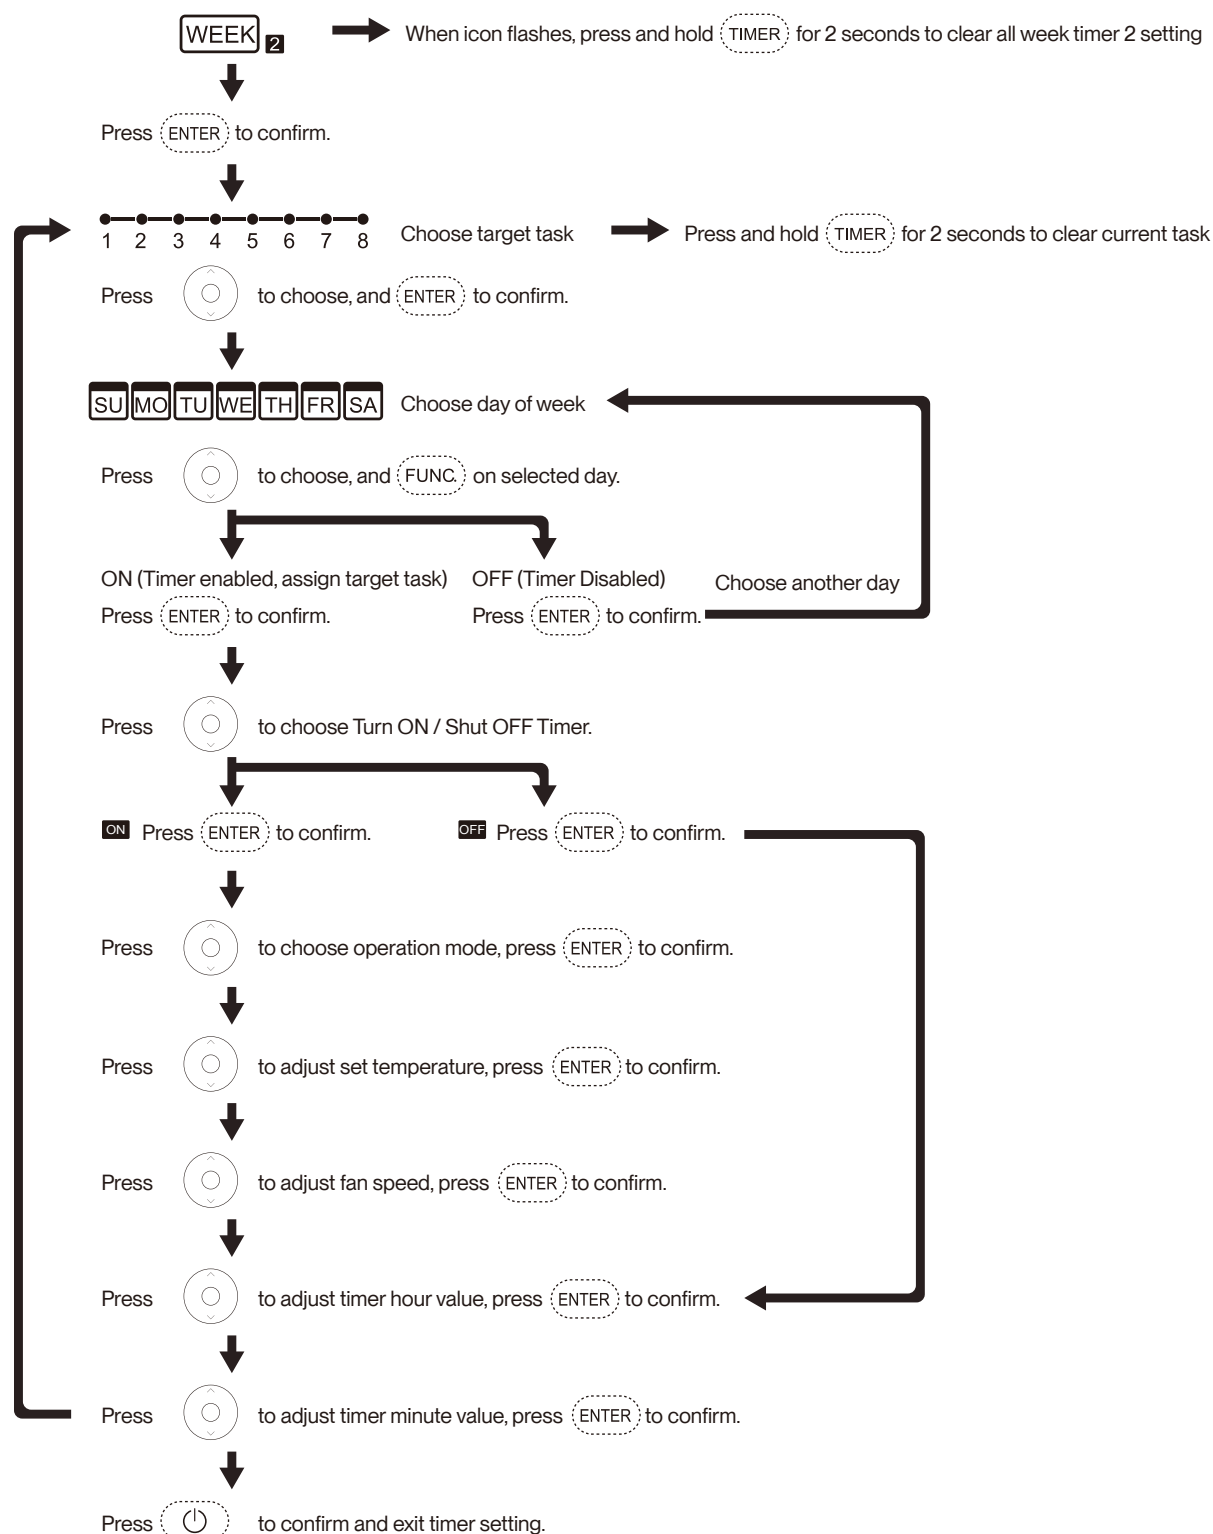 WEEK 2 When icon flashes, press and hold TIMER for 2 seconds to clear all week timer 2 setting
Press ENTER to confirm.
1 2 3 4 5 6 7 8 Choose target task Press and hold TIMER for 2 seconds to clear current task
Press to choose, and ENTER to confirm.
SU MO TU WE TH FR SA Choose day of week
Press to choose, and FUNC. on selected day.
ON (Timer enabled, assign target task) OFF (Timer Disabled) Choose another day
Press ENTER to confirm. Press ENTER to confirm.
Press to choose Turn ON / Shut OFF Timer.
ON Press ENTER to confirm. OFF Press ENTER to confirm.
Press to choose operation mode, press ENTER to confirm.
Press to adjust set temperature, press ENTER to confirm.
Press to adjust fan speed, press ENTER to confirm.
Press to adjust timer hour value, press ENTER to confirm.
Press to adjust timer minute value, press ENTER to confirm.
Press to confirm and exit timer setting.